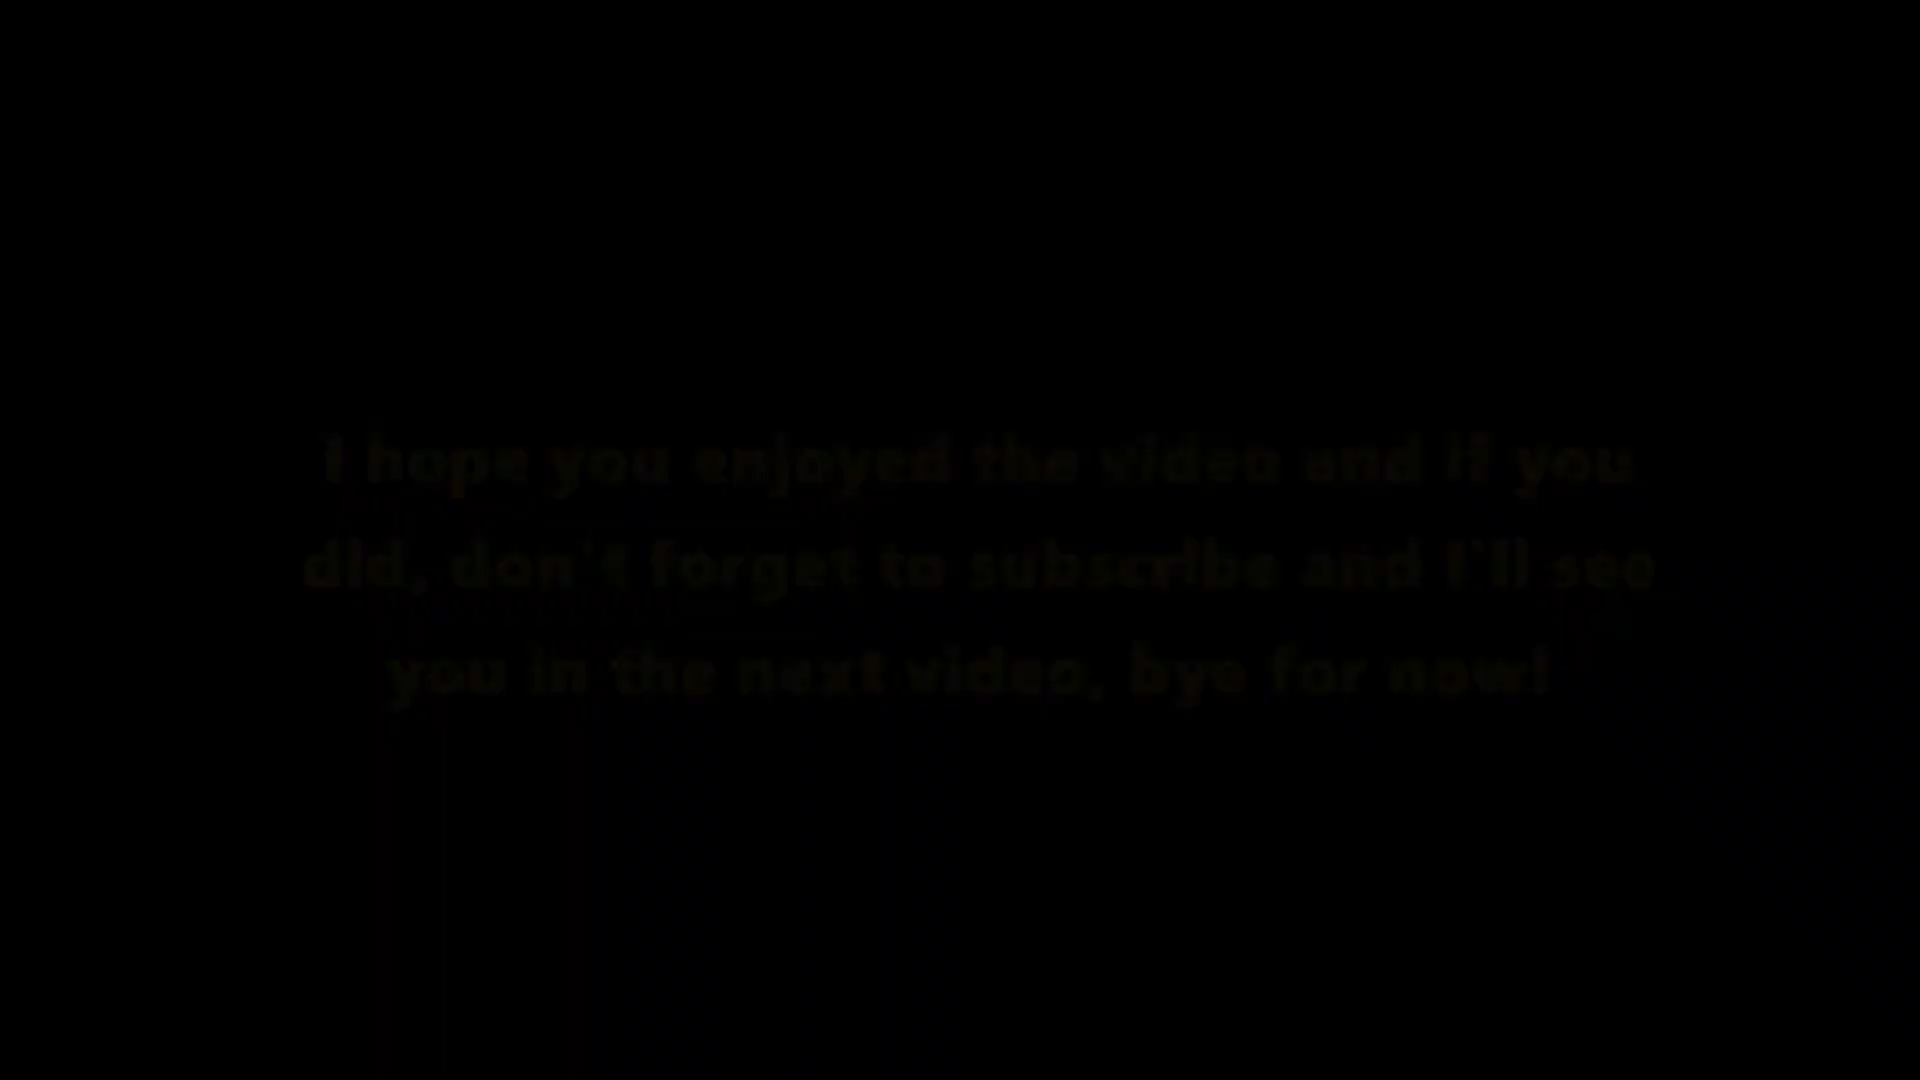 I hope you enjoyed the video and if you
did, don't forget to subscribe and I'll see
you in the next video, bye for now!